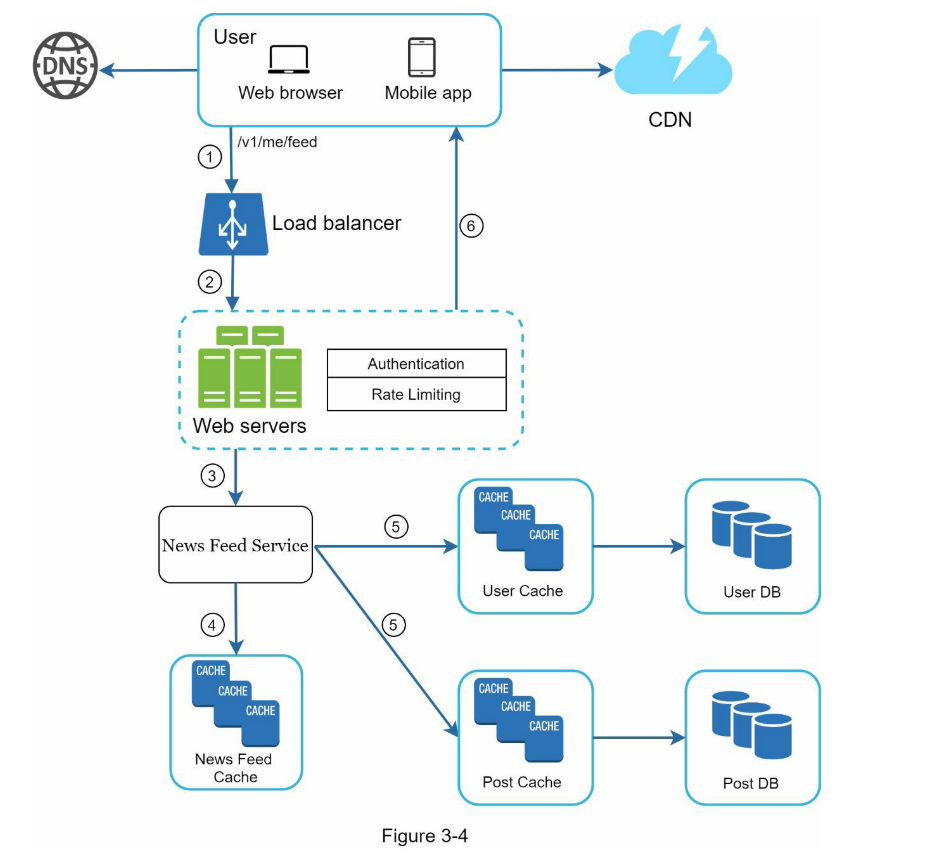 User
DNS
Web browser
Mobile app
CDN
/v1/me/feed
1
Load balancer
6
2
Authentication
Rate Limiting
Web servers
3
CACHE
CACHE
CACHE
User Cache
User DB
5
News Feed Service
4
5
CACHE
CACHE
CACHE
News Feed
Cache
CACHE
CACHE
CACHE
Post Cache
Post DB
Figure 3-4